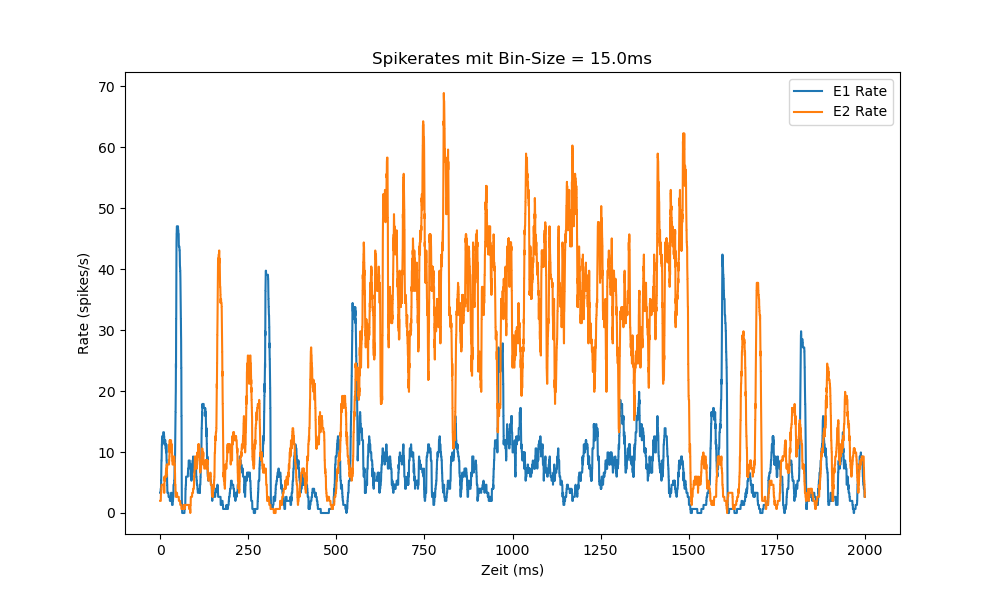 Spikerates mit Bin-Size = 15.0ms
E1 Rate
E2 Rate
70
60
50
40
30
20
10
0
Rate (spikes/s)
0 250 500 750 1000 1250 1500 1750 2000
Zeit (ms)